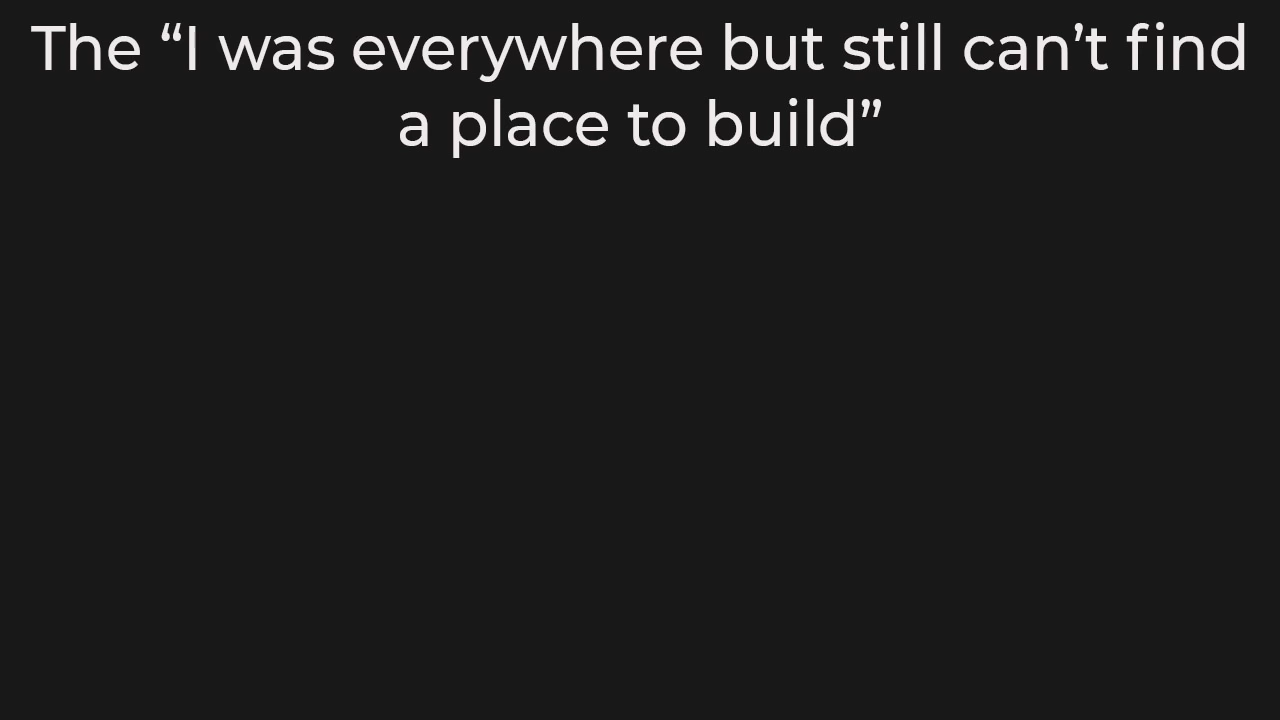 The “I was everywhere but still can’t find
a place to build”